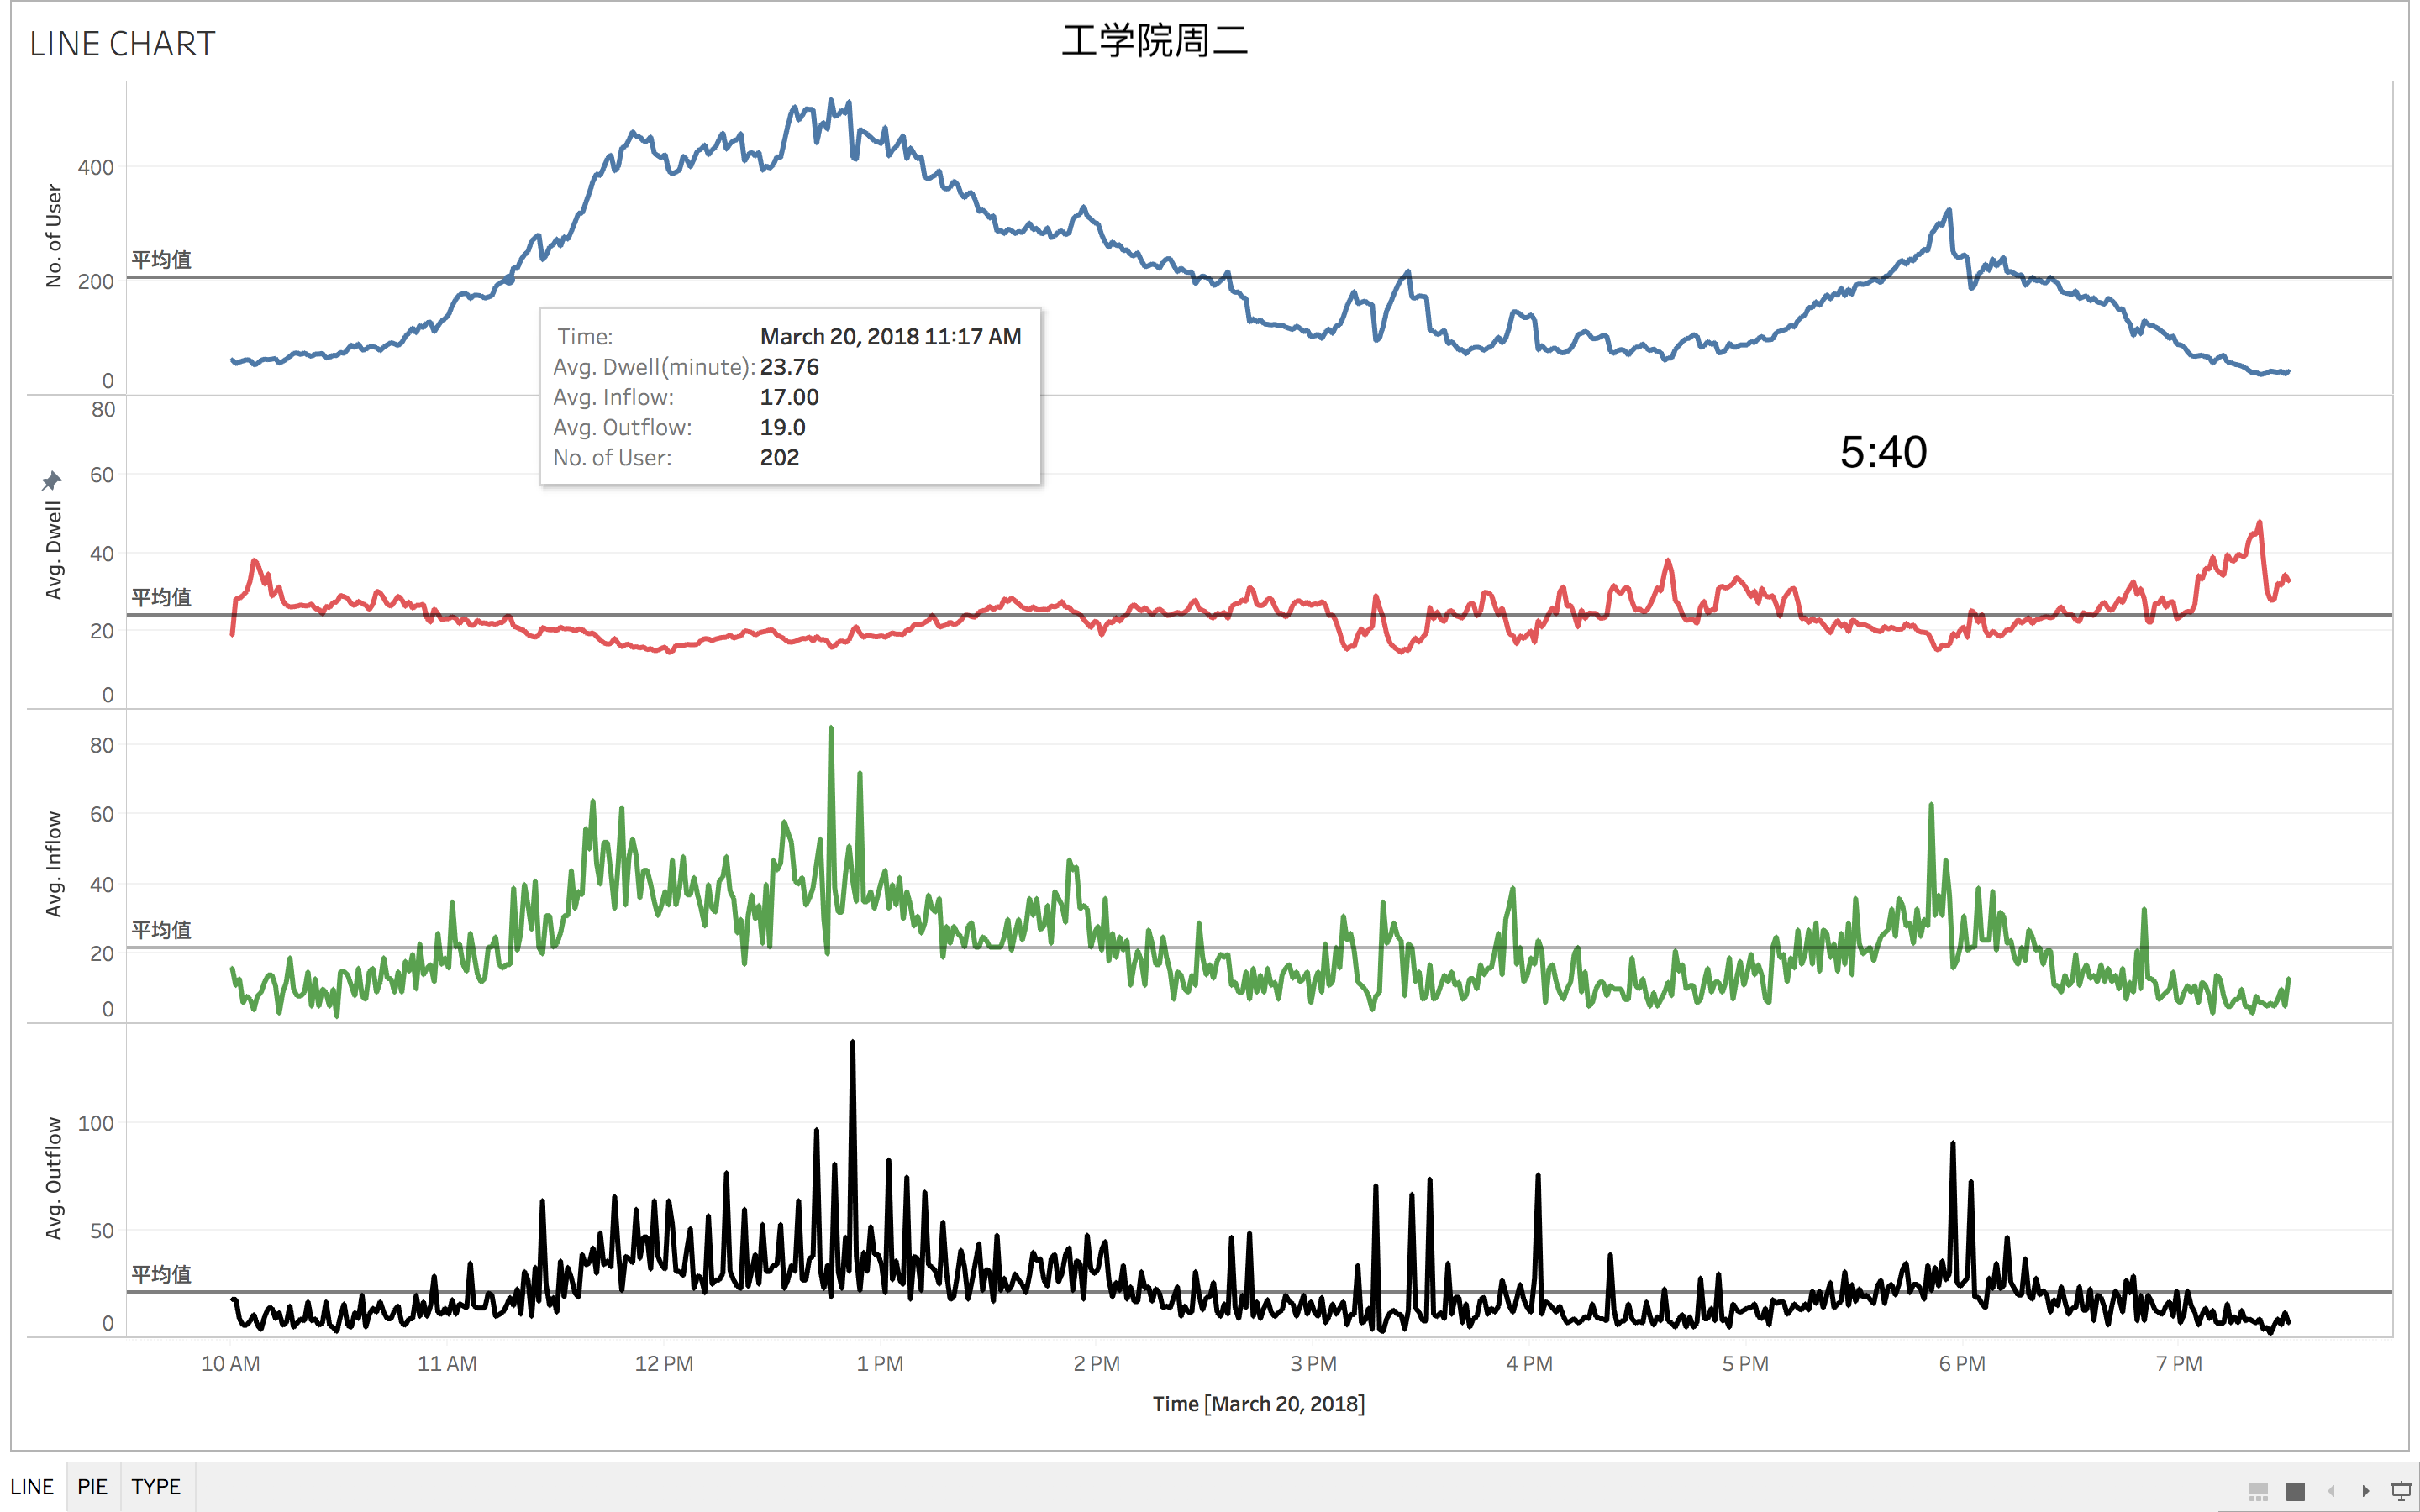 LINE CHART
工学院周二
No. of User
400
200
0
平均值
Time: March 20, 2018 11:17 AM
Avg. Dwell(minute): 23.76
Avg. Inflow: 17.00
Avg. Outflow: 19.0
No. of User: 202
Avg. Dwell
80
60
40
20
0
平均值
5:40
Avg. Inflow
80
60
40
20
0
平均值
Avg. Outflow
100
50
0
平均值
10 AM 11 AM 12 PM 1 PM 2 PM 3 PM 4 PM 5 PM 6 PM 7 PM
Time [March 20, 2018]
LINE PIE TYPE